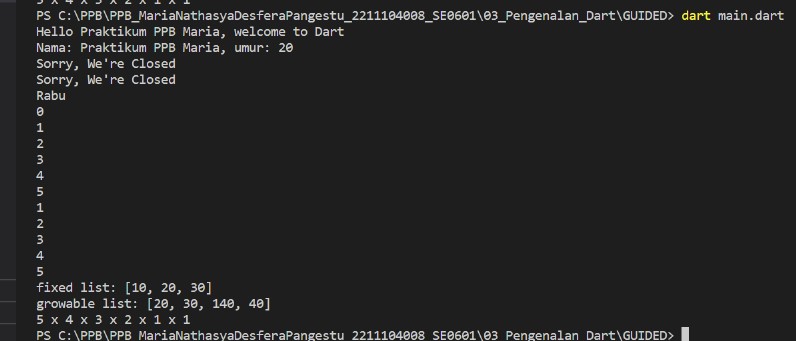 5 x 4 x 3 x 2 x 1 x 1
PS C:\PPB\PPB_MariaNathasyaDesferaPangestu_2211104008_SE0601\03_Pengenalan_Dart\GUIDED> dart main.dart
Hello Praktikum PPB Maria, welcome to Dart
Nama: Praktikum PPB Maria, umur: 20
Sorry, We're Closed
Sorry, We're Closed
Rabu
0
1
2
3
4
5
1
2
3
4
5
fixed list: [10, 20, 30]
growable list: [20, 30, 140, 40]
5 x 4 x 3 x 2 x 1 x 1
PS C:\PPB\PPB_MariaNathasyaDesferaPangestu_2211104008_SE0601\03_Pengenalan_Dart\GUIDED>